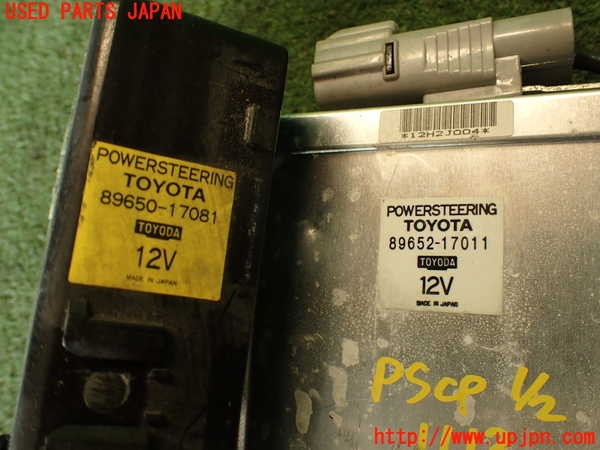 USED PARTS JAPAN
*12H2J004*
POWERSTEERING
TOYOTA
89650-17081
TOYODA
12V
MADE IN JAPAN
POWERSTEERING
TOYOTA
89652-17011
TOYODA
12V
MADE IN JAPAN
PSCP 1/2
http://www.upjpn.com/